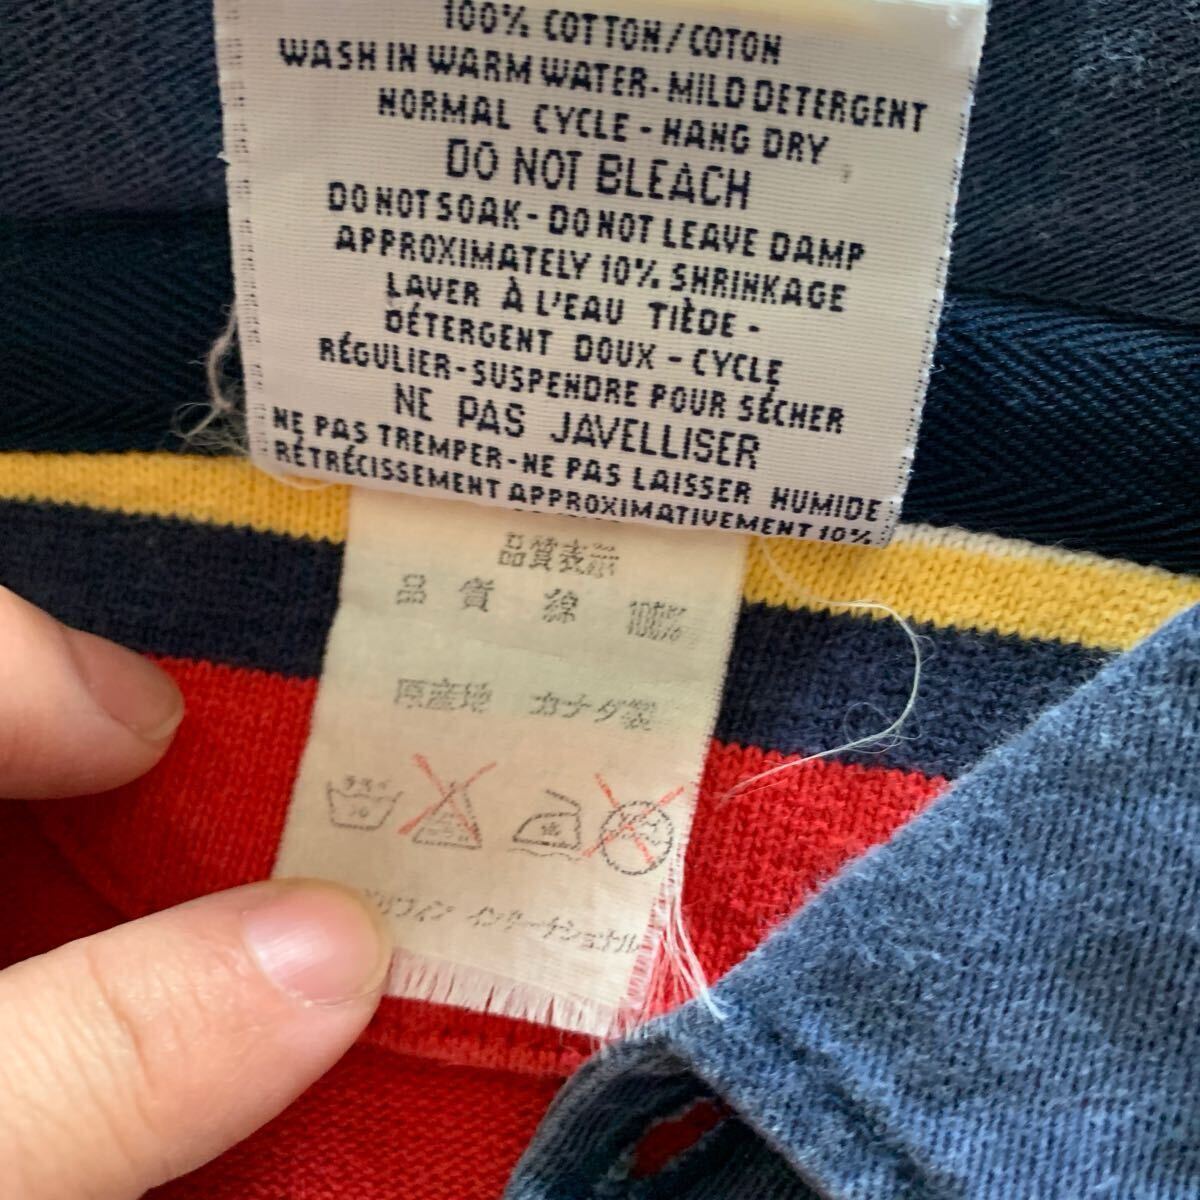 100% COTTON/COTON
WASH IN WARM WATER-MILD DETERGENT
NORMAL CYCLE-HANG DRY
DO NOT BLEACH
DO NOT SOAK-DO NOT LEAVE DAMP
APPROXIMATELY 10% SHRINKAGE
LAVER À L'EAU TIÈDE-
DÉTERGENT DOUX-CYCLE
RÉGULIER-SUSPENDRE POUR SÉCHER
NE PAS JAVELLISER
NE PAS TREMPER-NE PAS LAISSER HUMIDE
RÉTRÉCISSEMENT APPROXIMATIVEMENT 10%
品質表示
品質 綿 100%
原産地 カナダ製
インターナショナル